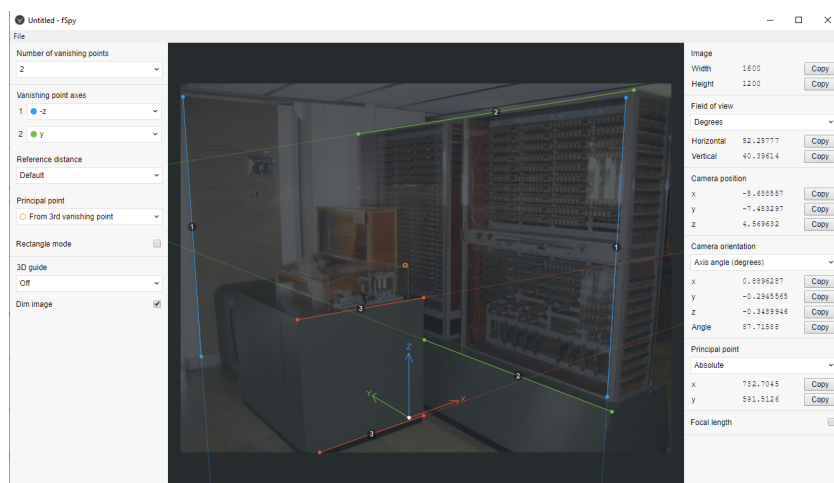 Untitled - fSpy
File
Number of vanishing points
2
Vanishing point axes
1 -z
2 y
Reference distance
Default
Principal point
From 3rd vanishing point
Rectangle mode
3D guide
Off
Dim image
2
1
1
3
Z
2
Y
X
3
Image
Width 1600 Copy
Height 1200 Copy
Field of view
Degrees
Horizontal 52.25777 Copy
Vertical 40.39614 Copy
Camera position
x -5.688557 Copy
y -7.483297 Copy
z 4.569632 Copy
Camera orientation
Axis angle (degrees)
x 0.8896287 Copy
y -0.2945565 Copy
z -0.3489946 Copy
Angle 87.71588 Copy
Principal point
Absolute
x 732.7045 Copy
y 591.5126 Copy
Focal length